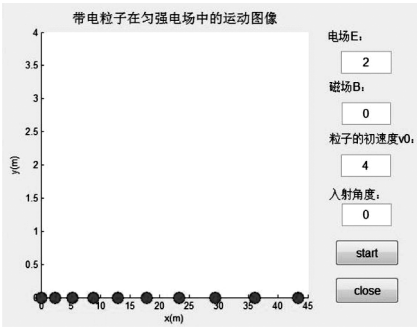 带电粒子在匀强电场中的运动图像
电场E:
2
磁场B:
0
粒子的初速度v0:
4
入射角度:
0
start
close
4
3.5
3
2.5
2
1.5
1
0.5
0
y(m)
0 5 10 15 20 25 30 35 40 45
x(m)